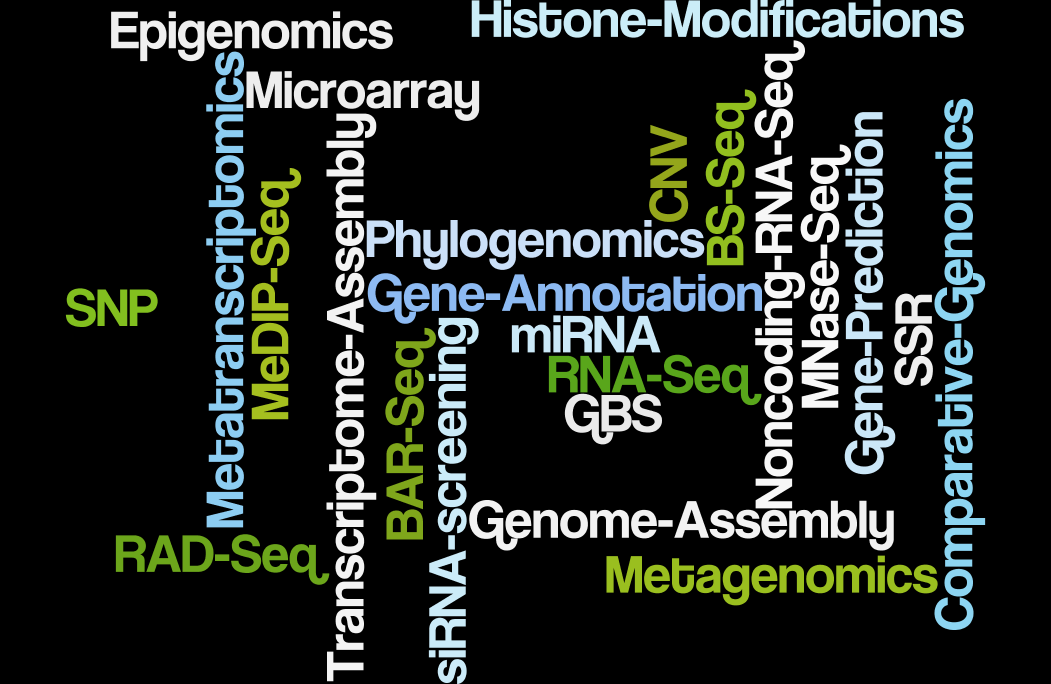 Epigenomics
Histone-Modifications
Metatranscriptomics
Microarray
MeDIP-Seq
Transcriptome-Assembly
CNV
BS-Seq
Noncoding-RNA-Seq
MNase-Seq
Gene-Prediction
Comparative-Genomics
Phylogenomics
Gene-Annotation
SNP
miRNA
SSR
BAR-Seq
siRNA-screening
RNA-Seq
GBS
Genome-Assembly
RAD-Seq
Metagenomics